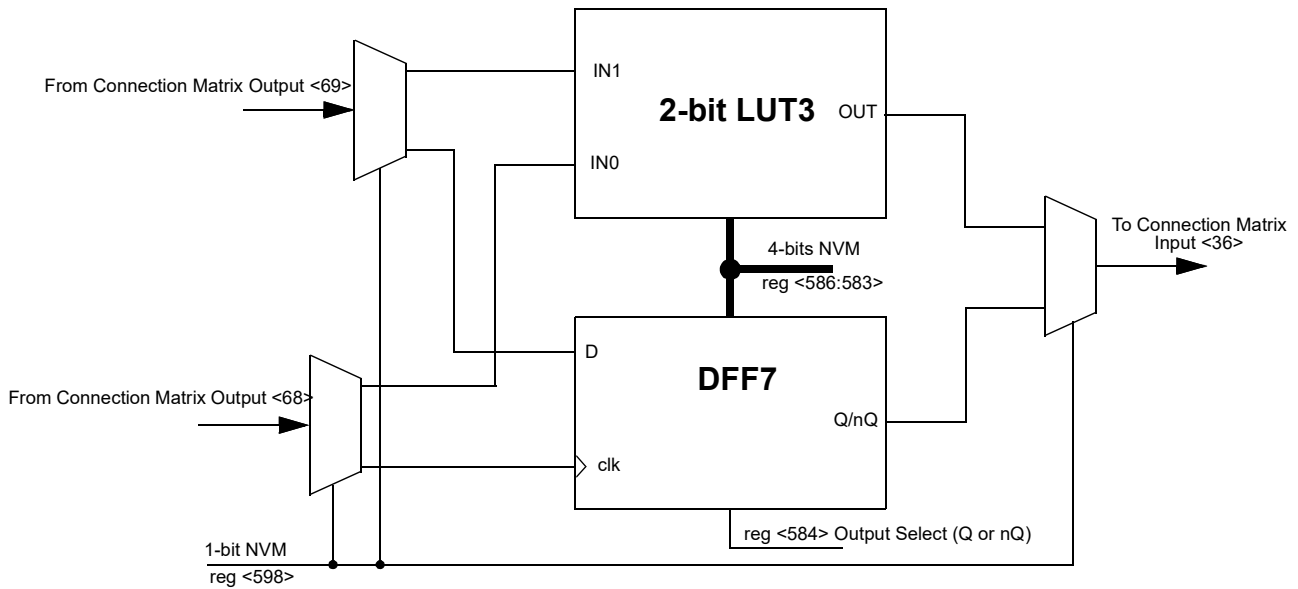 From Connection Matrix Output <69>
IN1
2-bit LUT3
OUT
IN0
To Connection Matrix
Input <36>
4-bits NVM
reg <586:583>
D
DFF7
From Connection Matrix Output <68>
Q/nQ
clk
reg <584> Output Select (Q or nQ)
1-bit NVM
reg <598>